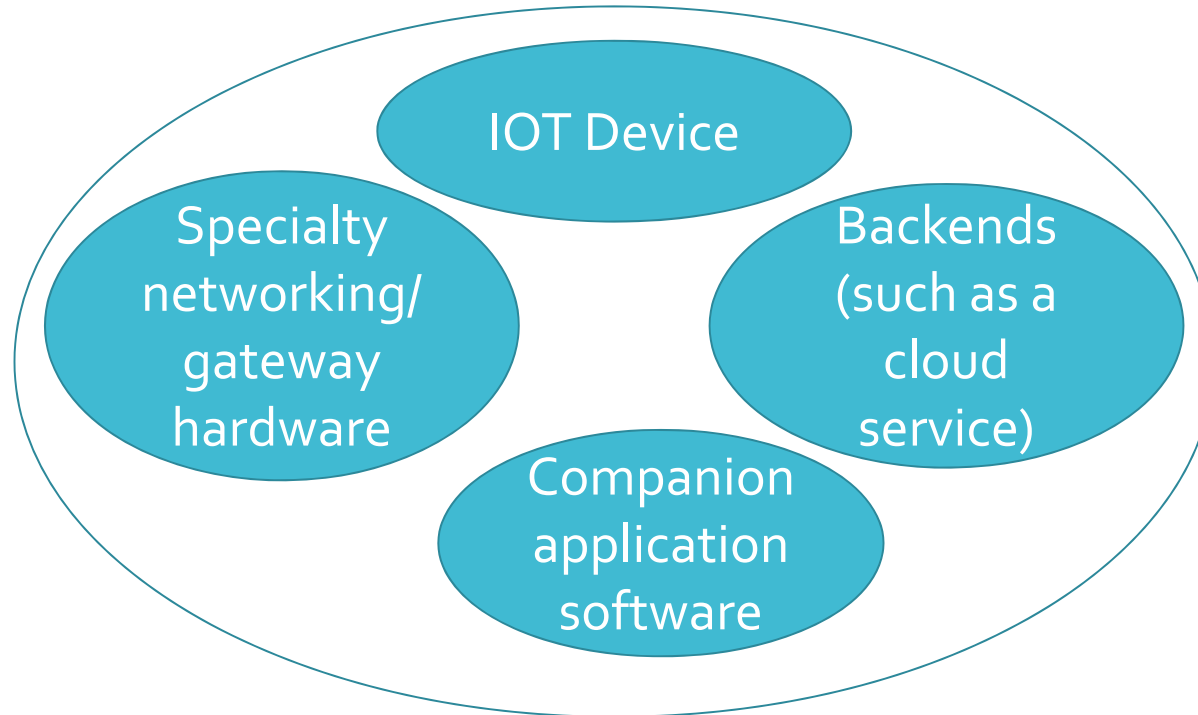 IOT Device
Specialty
networking/
gateway
hardware
Backends
(such as a
cloud
service)
Companion
application
software